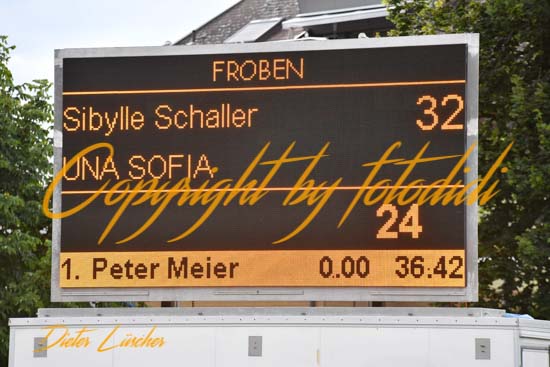 FROBEN
Sibylle Schaller 32
UNA SOFIA
Copyright by fotodidi
24
1. Peter Meier 0.00 36.42
Dieter Lüscher